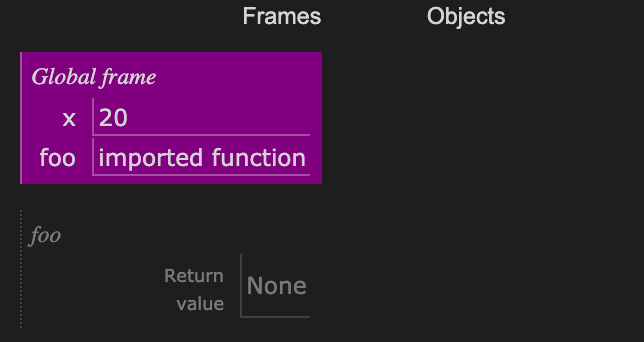 Frames Objects
Global frame
x 20
foo imported function
foo
Return
value None